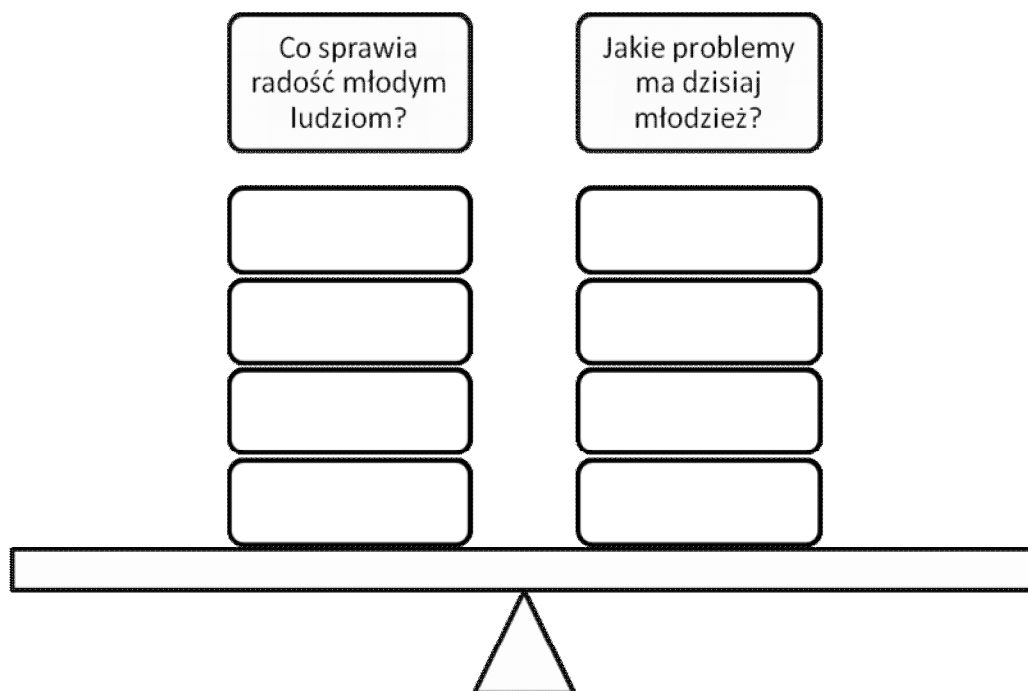 Co sprawia
radość młodym
ludziom?
Jakie problemy
ma dzisiaj
młodzież?